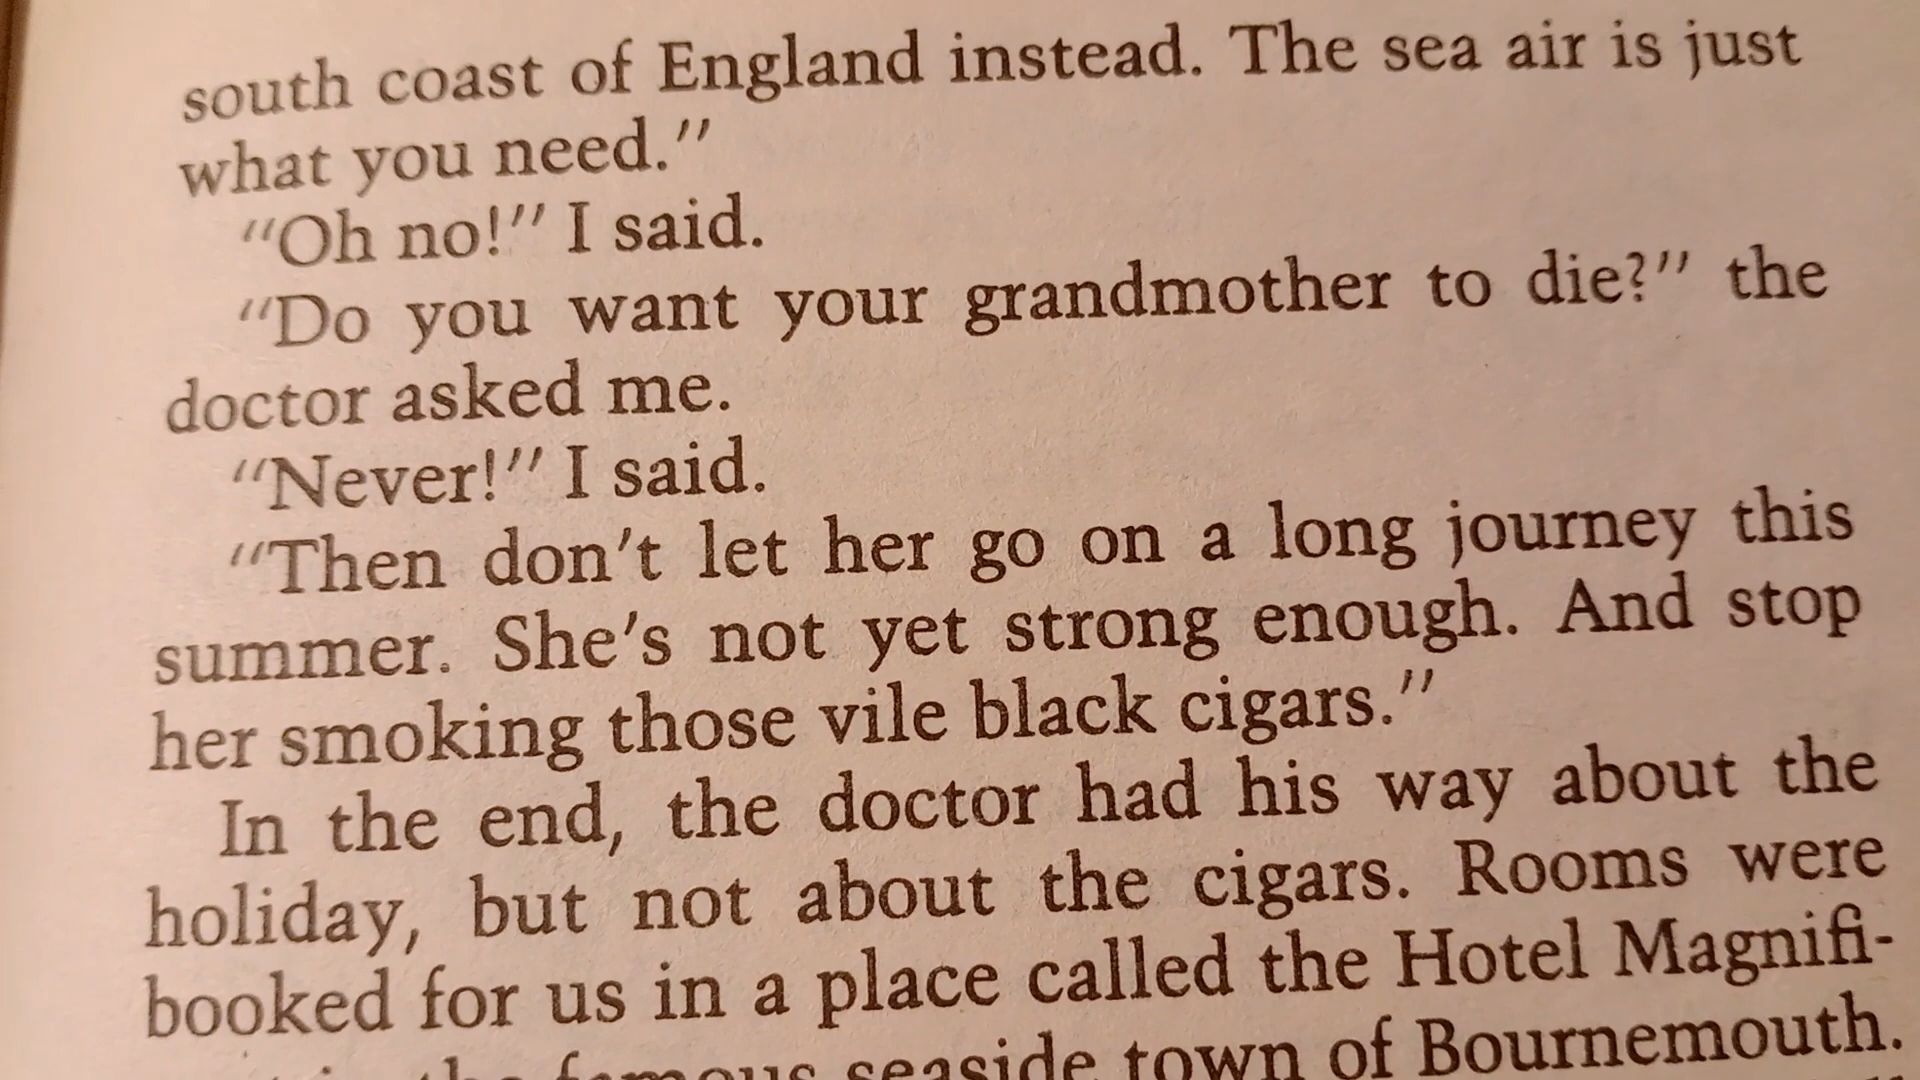 south coast of England instead. The sea air is just
what you need."
"Oh no!" I said.
"Do you want your grandmother to die?" the
doctor asked me.
"Never!" I said.
"Then don't let her go on a long journey this
summer. She's not yet strong enough. And stop
her smoking those vile black cigars."
In the end, the doctor had his way about the
holiday, but not about the cigars. Rooms were
booked for us in a place called the Hotel Magnifi-
the famous seaside town of Bournemouth.